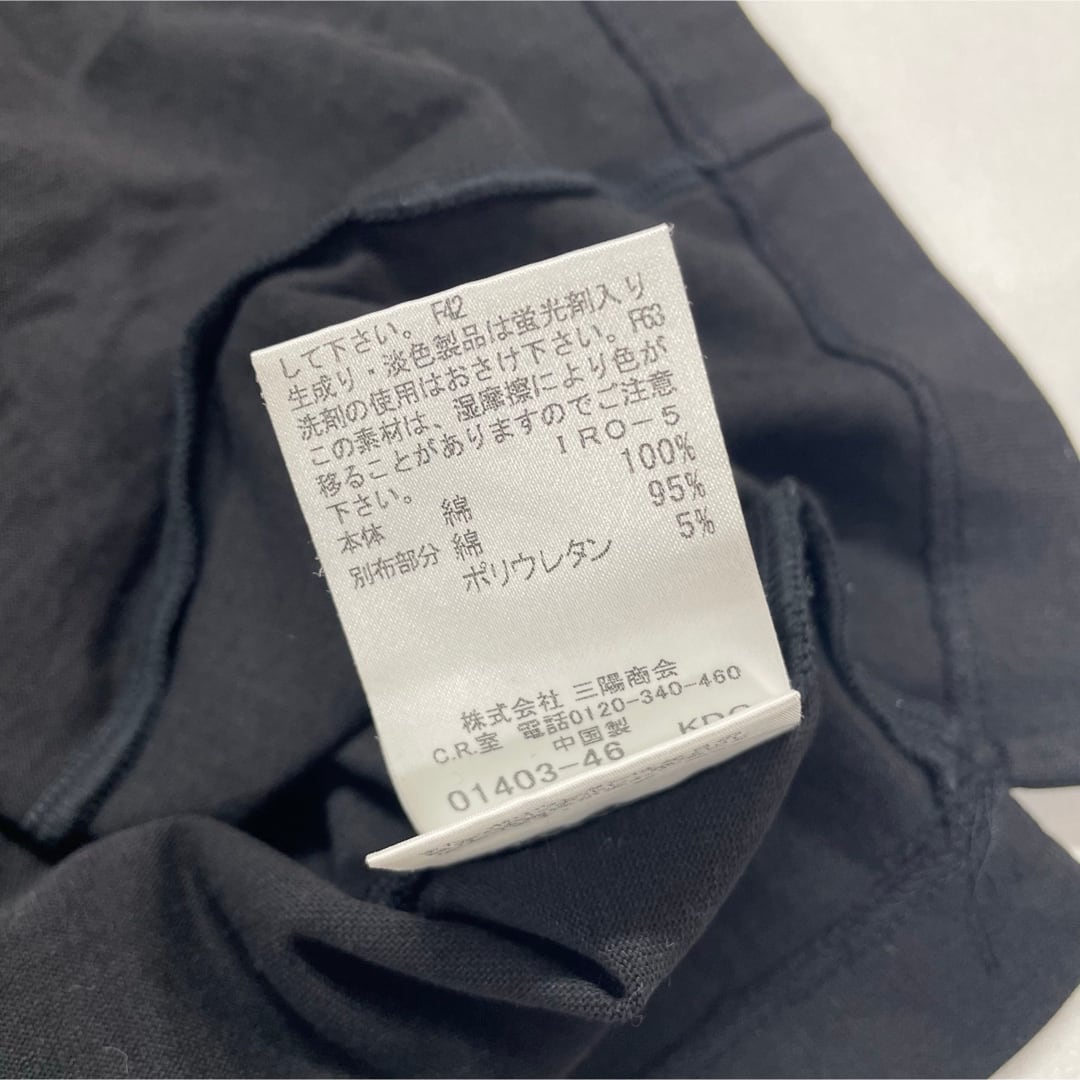 して下さい。 F42
生成り・淡色製品は蛍光剤入り
洗剤の使用はおさけ下さい。F63
この素材は、湿摩擦により色が
移ることがありますのでご注意
下さい。 IRO-5
本体 綿 100%
別布部分 綿 95%
ポリウレタン 5%
株式会社 三陽商会
C.R.室 電話0120-340-460
中国製
01403-46